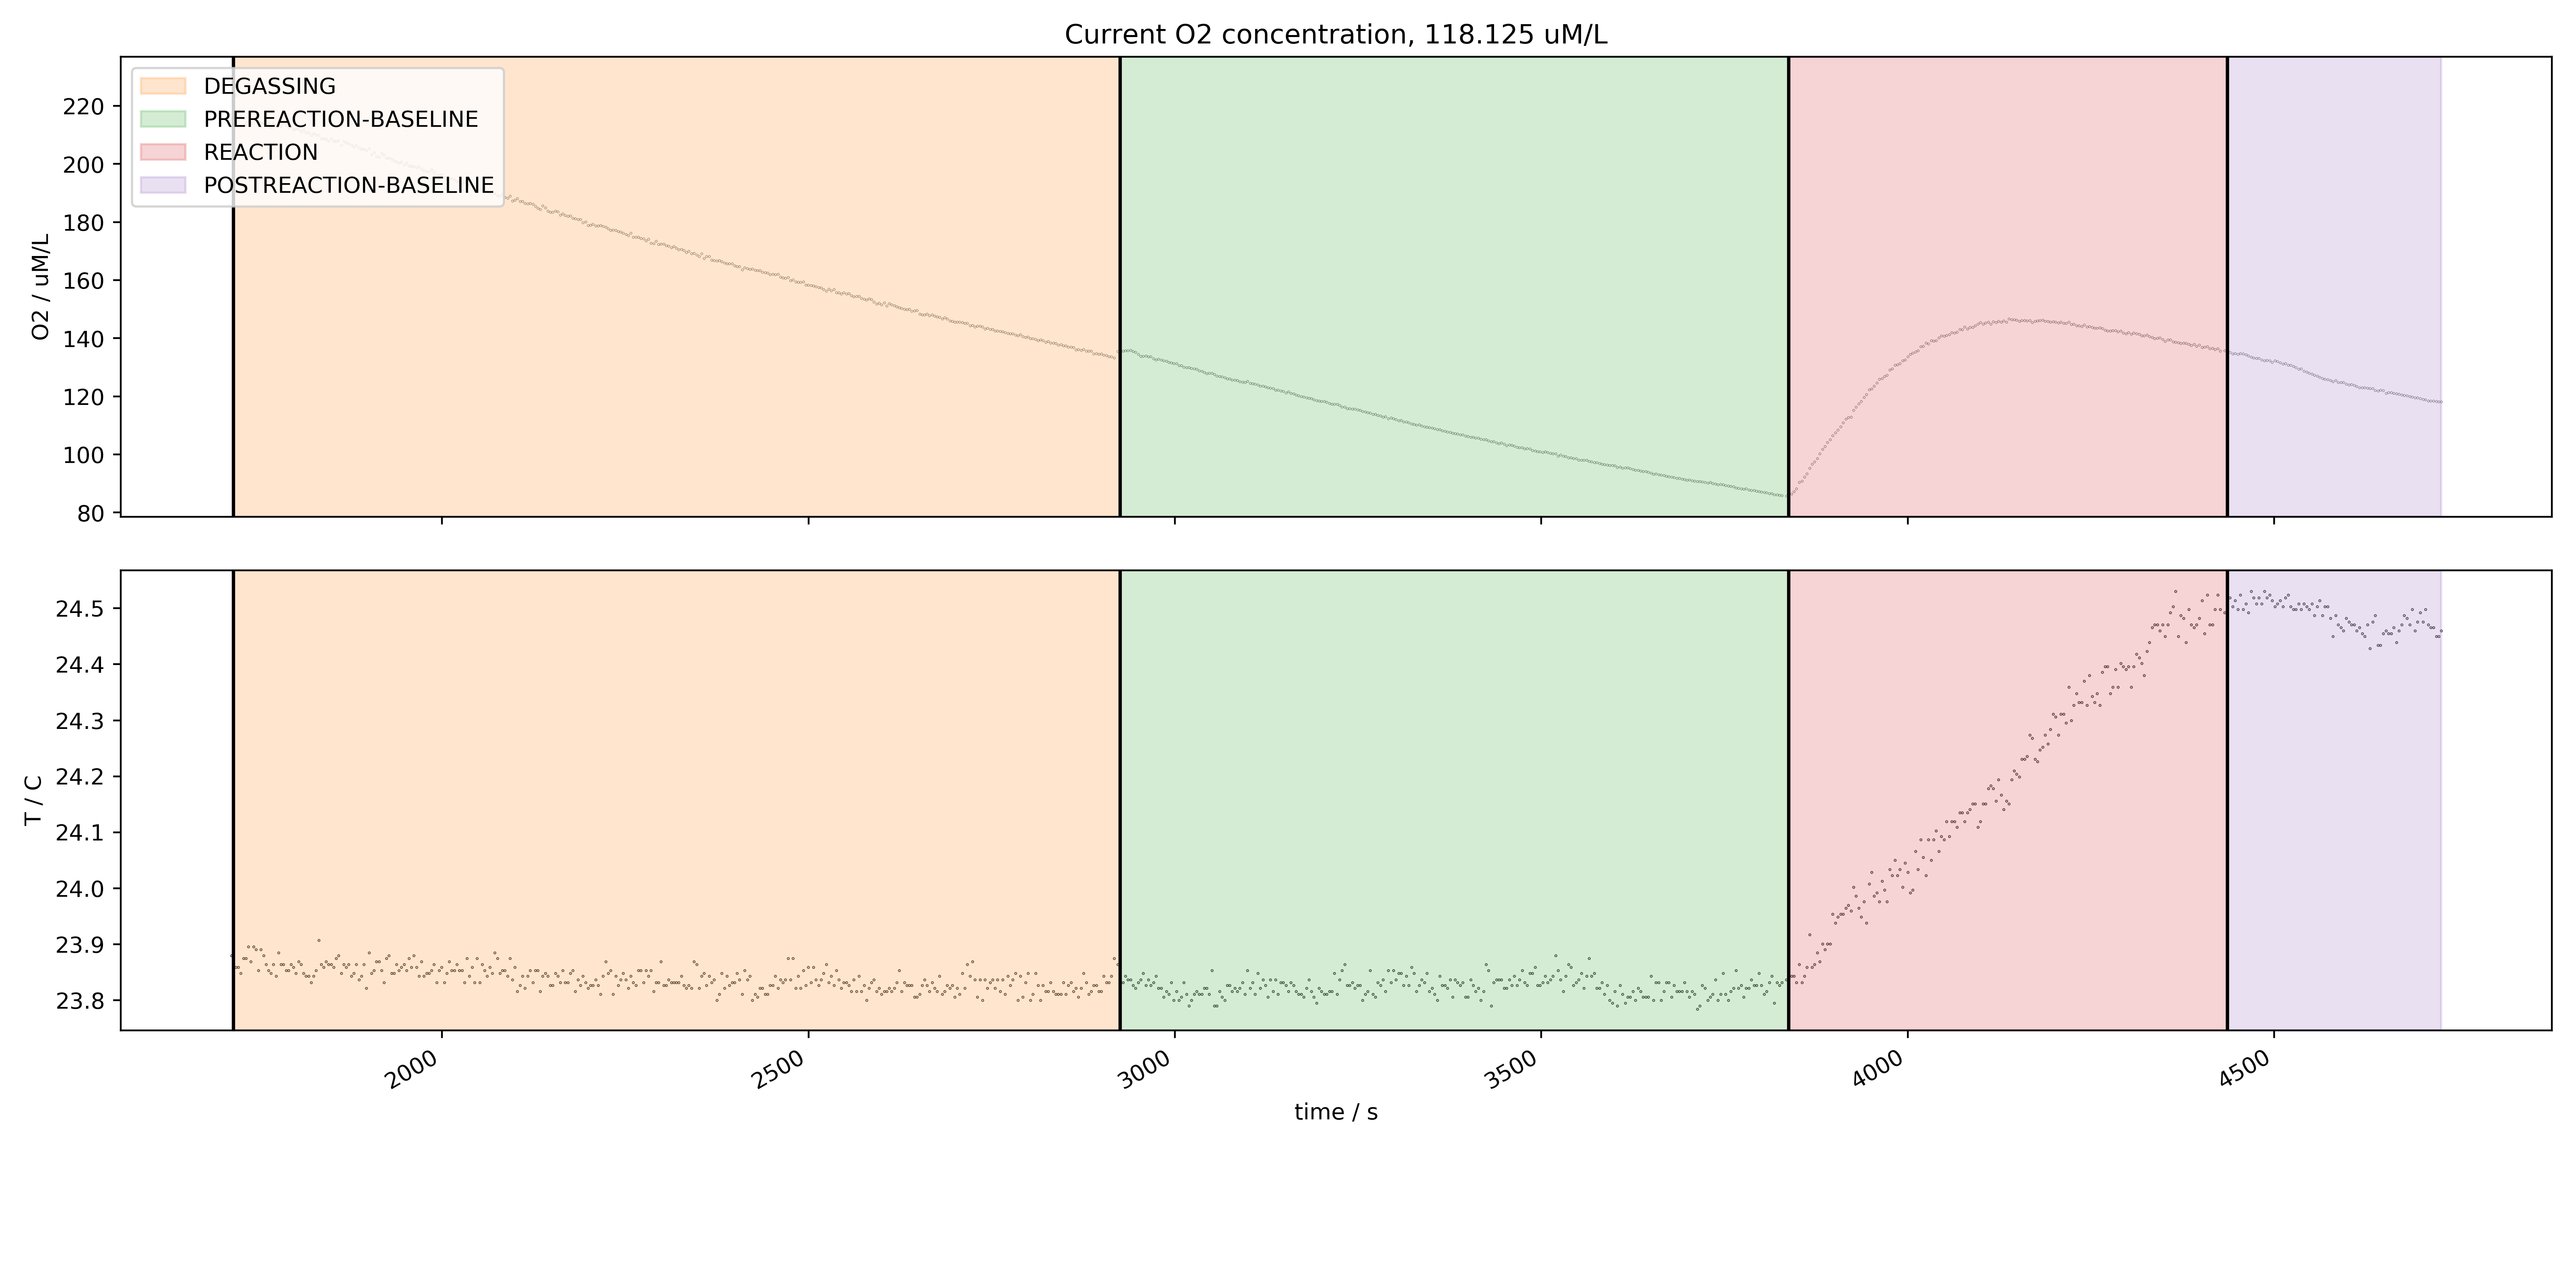 Current O2 concentration, 118.125 uM/L
DEGASSING
PREREACTION-BASELINE
REACTION
POSTREACTION-BASELINE
O2 / uM/L
220
200
180
160
140
120
100
80
T / C
24.5
24.4
24.3
24.2
24.1
24.0
23.9
23.8
2000
2500
3000
3500
4000
4500
time / s